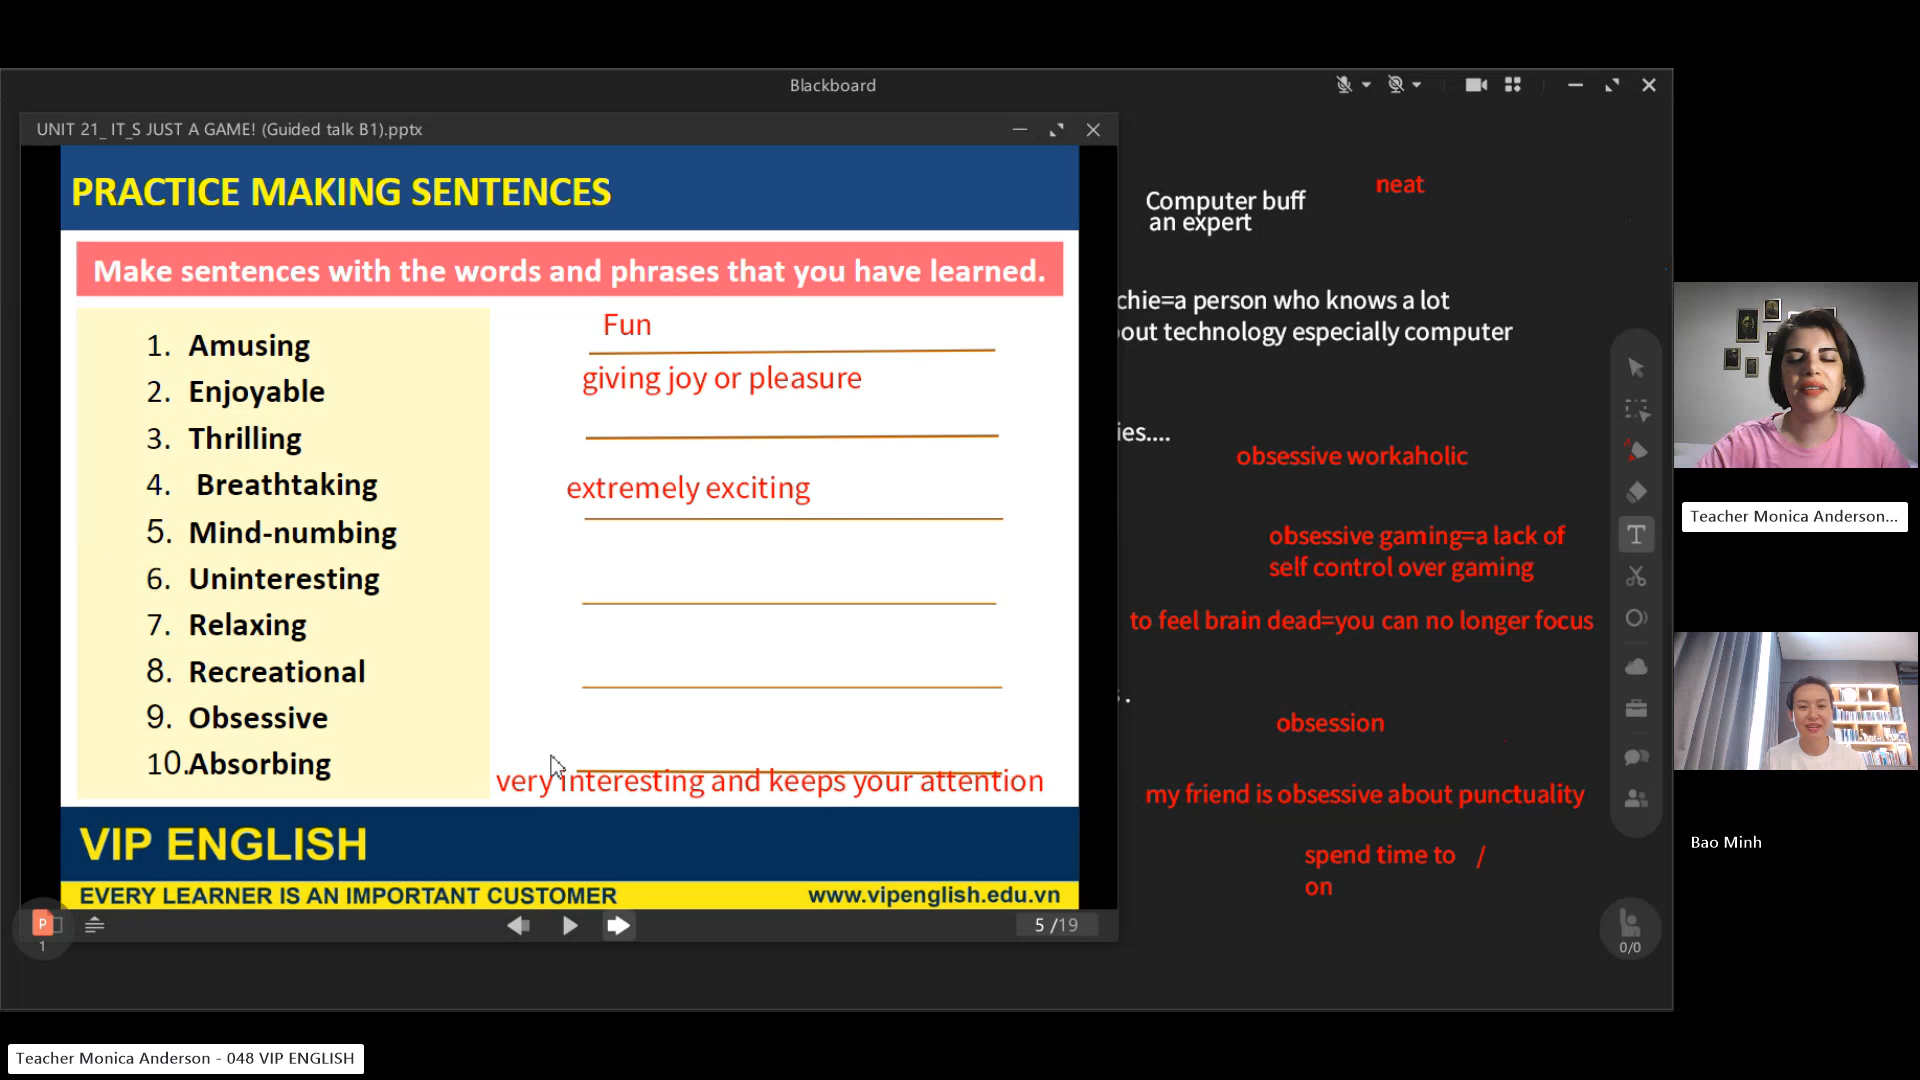 Blackboard
UNIT 21_ IT_S JUST A GAME! (Guided talk B1).pptx
PRACTICE MAKING SENTENCES
Make sentences with the words and phrases that you have learned.
1. Amusing
2. Enjoyable
3. Thrilling
4. Breathtaking
5. Mind-numbing
6. Uninteresting
7. Relaxing
8. Recreational
9. Obsessive
10.Absorbing
Fun
giving joy or pleasure
extremely exciting
very interesting and keeps your attention
VIP ENGLISH
EVERY LEARNER IS AN IMPORTANT CUSTOMER
www.vipenglish.edu.vn
P
1
5 /19
neat
Computer buff
an expert
chie=a person who knows a lot
out technology especially computer
ies....
obsessive workaholic
obsessive gaming=a lack of
self control over gaming
to feel brain dead=you can no longer focus
.
obsession
my friend is obsessive about punctuality
spend time to /
on
T
0/0
Teacher Monica Anderson...
Bao Minh
Teacher Monica Anderson - 048 VIP ENGLISH